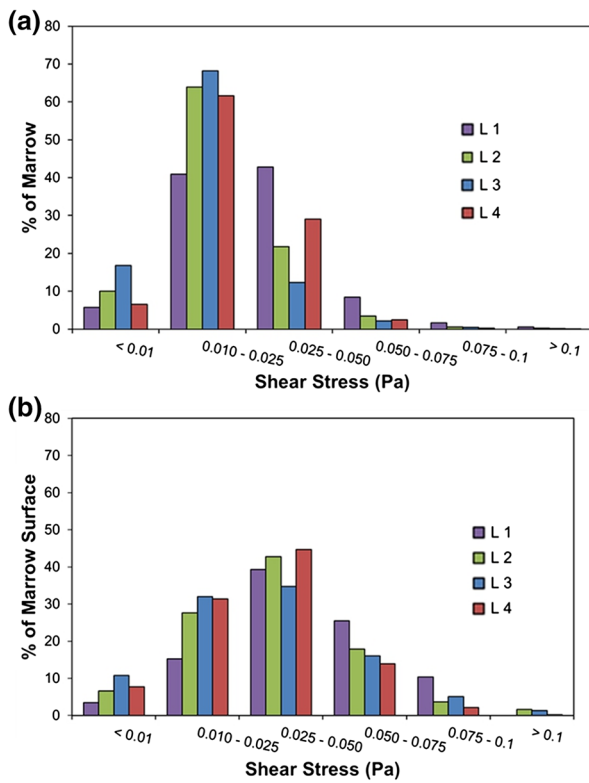 (a)
80
70
60
50
40
30
20
10
0
% of Marrow
L 1
L 2
L 3
L 4
< 0.01
0.010 - 0.025
0.025 - 0.050
0.050 - 0.075
0.075 - 0.1
> 0.1
Shear Stress (Pa)
(b)
80
70
60
50
40
30
20
10
0
% of Marrow Surface
L 1
L 2
L 3
L 4
< 0.01
0.010 - 0.025
0.025 - 0.050
0.050 - 0.075
0.075 - 0.1
> 0.1
Shear Stress (Pa)